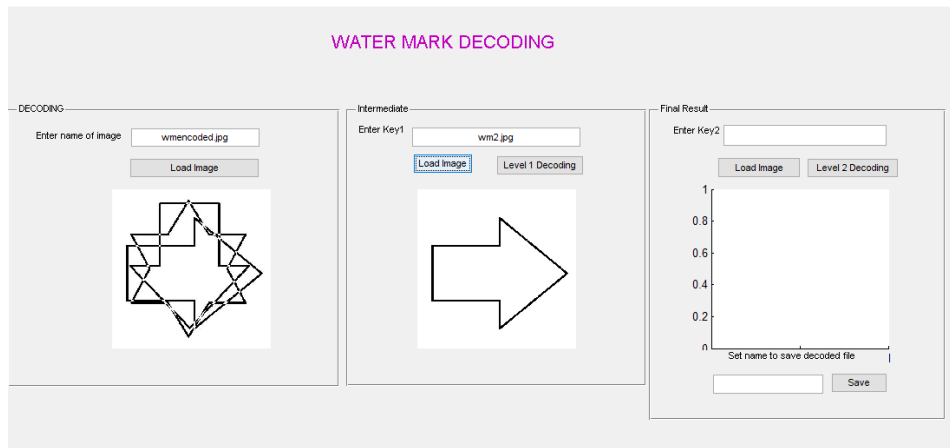 WATER MARK DECODING
DECODING
Enter name of image
wmencoded.jpg
Load Image
Intermediate
Enter Key1
wm2.jpg
Load Image
Level 1 Decoding
Final Result
Enter Key2
Load Image
Level 2 Decoding
1
0.8
0.6
0.4
0.2
0
Set name to save decoded file
Save